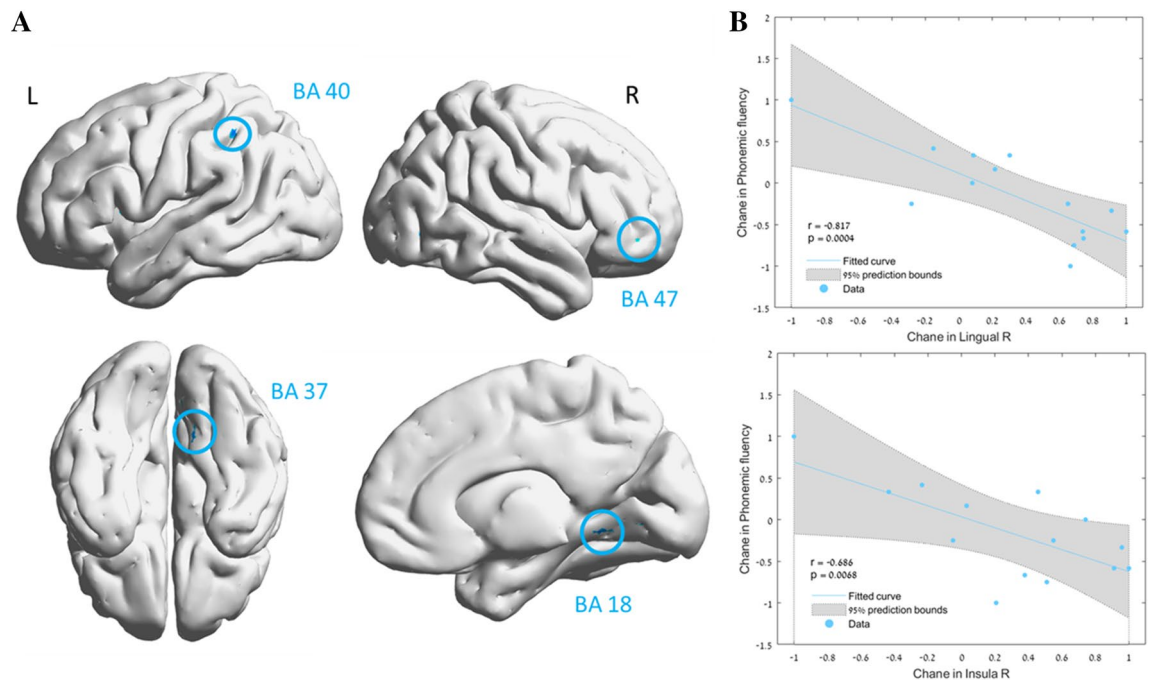 A
L
BA 40
R
BA 47
BA 37
BA 18
B
2
1.5
1
0.5
0
-0.5
-1
-1.5
Chane in Phonemic fluency
r = -0.817
p = 0.0004
Fitted curve
95% prediction bounds
Data
-1 -0.8 -0.6 -0.4 -0.2 0 0.2 0.4 0.6 0.8 1
Chane in Lingual R
2
1.5
1
0.5
0
-0.5
-1
-1.5
Chane in Phonemic fluency
r = -0.686
p = 0.0068
Fitted curve
95% prediction bounds
Data
-1 -0.8 -0.6 -0.4 -0.2 0 0.2 0.4 0.6 0.8 1
Chane in Insula R